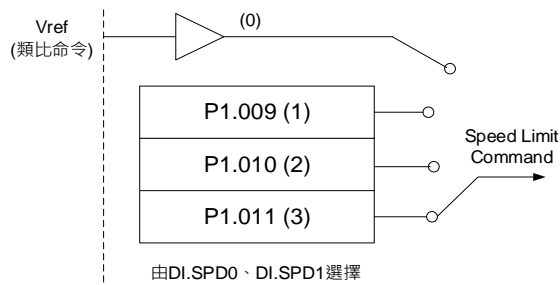 Vref
(類比命令)
(0)
P1.009 (1)
P1.010 (2)
P1.011 (3)
Speed Limit
Command
由DI.SPD0、DI.SPD1選擇